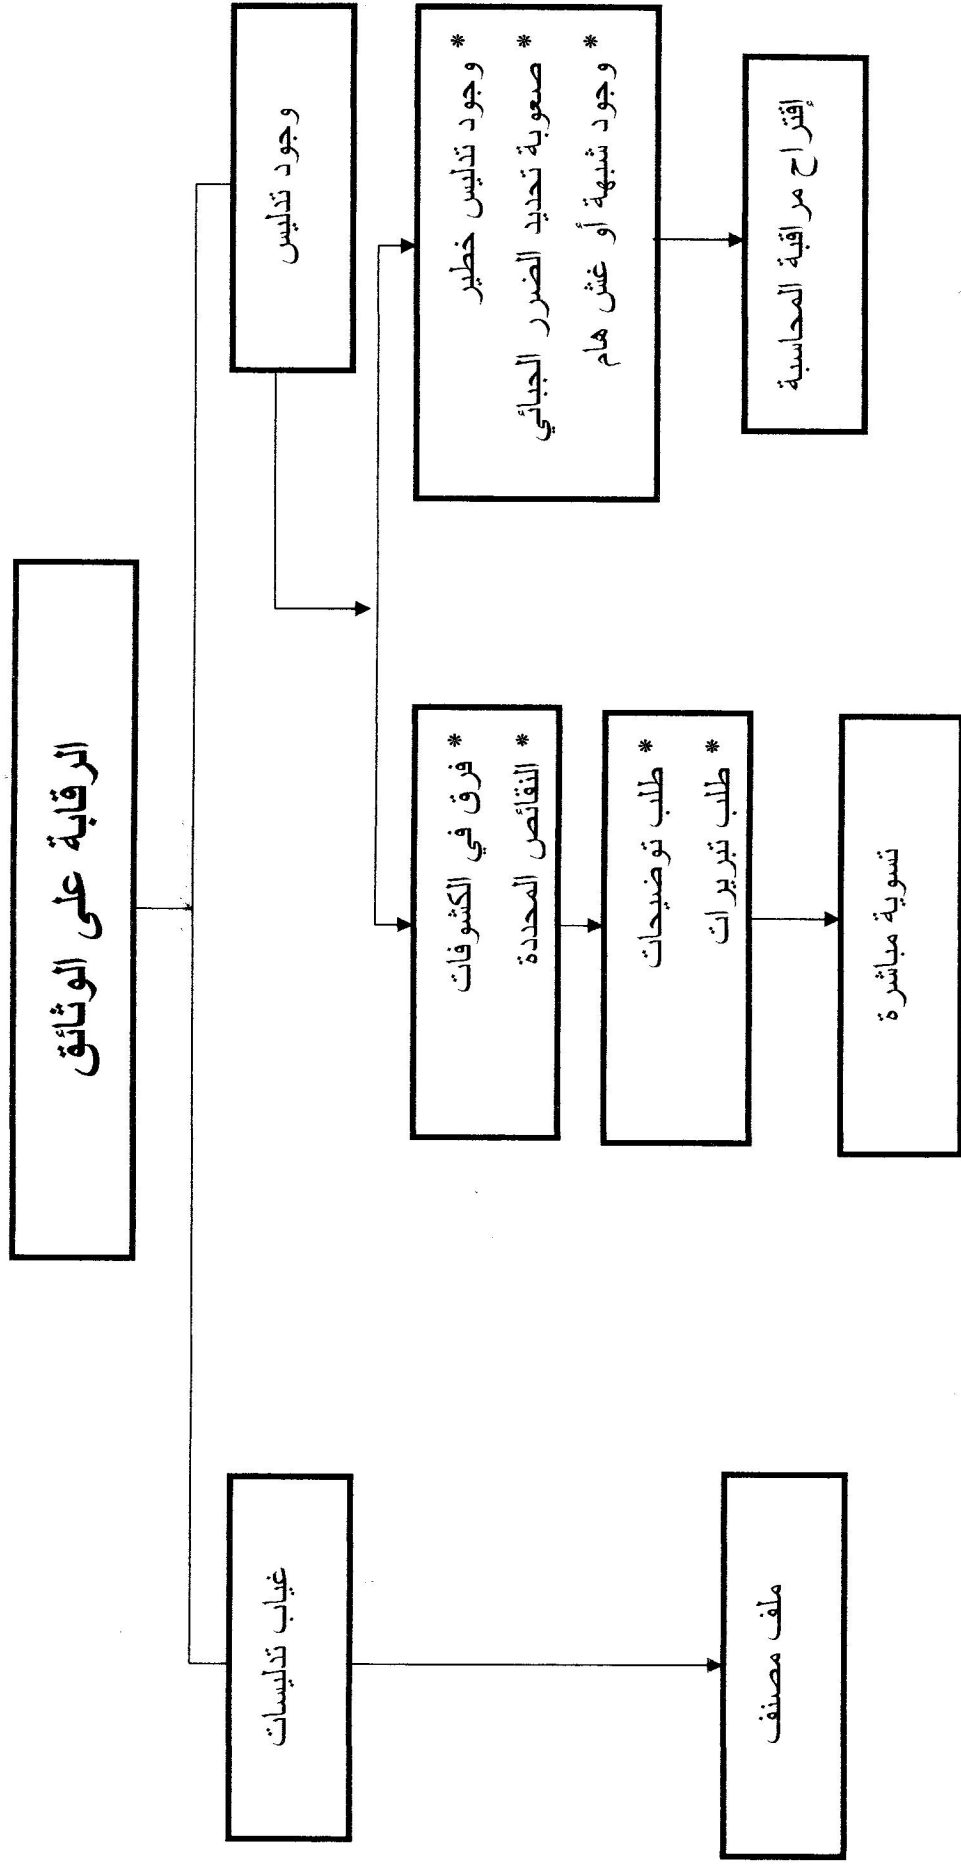 الرقابة على الوثائق
وجود تدليس
غياب تدليسات
* وجود تدليس خطير
* صعوبة تحديد الضرر الجبائي
* وجود شبهة أو غش هام
إقتراح مراقبة المحاسبة
* فرق في الكشوفات
* النقائص المحددة
* طلب توضيحات
* طلب تبريرات
تسوية مباشرة
ملف مصنف